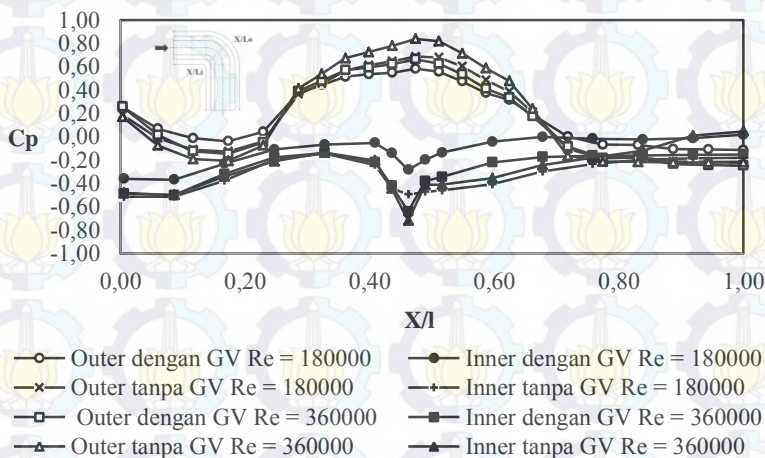 1,00
0,80
0,60
0,40
0,20
0,00
-0,20
-0,40
-0,60
-0,80
-1,00
Cp
X/Lo
X/Li
0,00 0,20 0,40 0,60 0,80 1,00
X/l
Outer dengan GV Re = 180000
Inner dengan GV Re = 180000
Outer tanpa GV Re = 180000
Inner tanpa GV Re = 180000
Outer dengan GV Re = 360000
Inner dengan GV Re = 360000
Outer tanpa GV Re = 360000
Inner tanpa GV Re = 360000